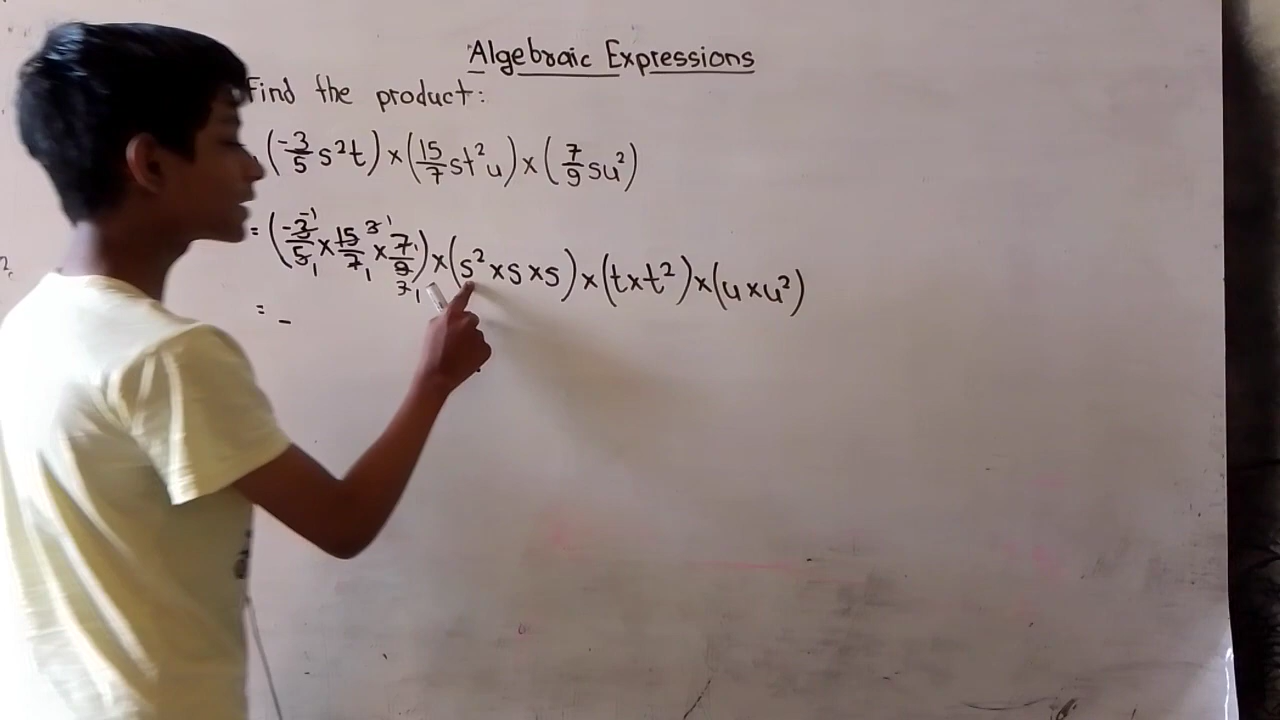 Algebraic Expressions
Find the product:
(-3/5 s²t) × (15/7 st²u) × (7/9 su²)
= (-3/5 × 15/7 × 7/9) × (s² × s × s) × (t × t²) × (u × u²)
= -